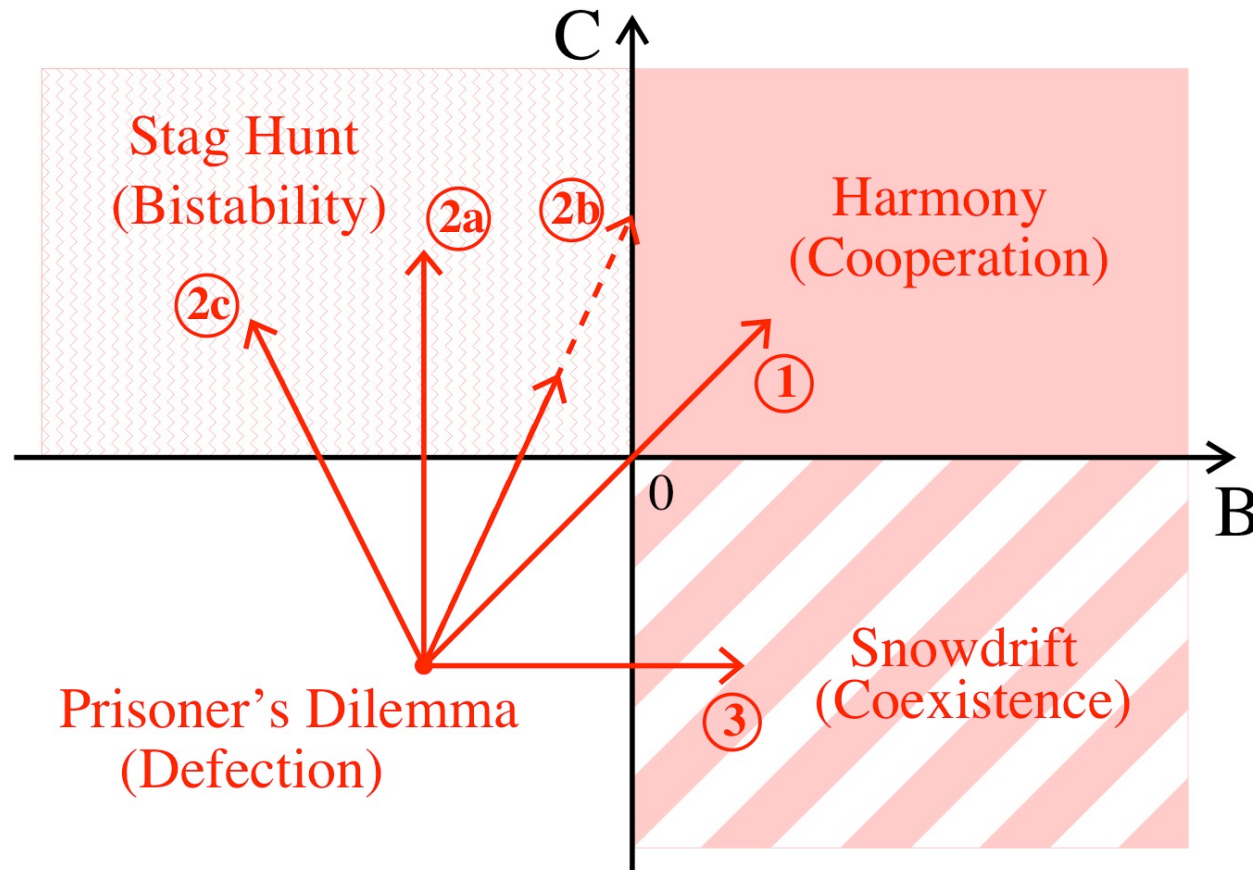 C
Stag Hunt
(Bistability)
2a
2b
2c
Harmony
(Cooperation)
1
0
B
Snowdrift
(Coexistence)
3
Prisoner's Dilemma
(Defection)